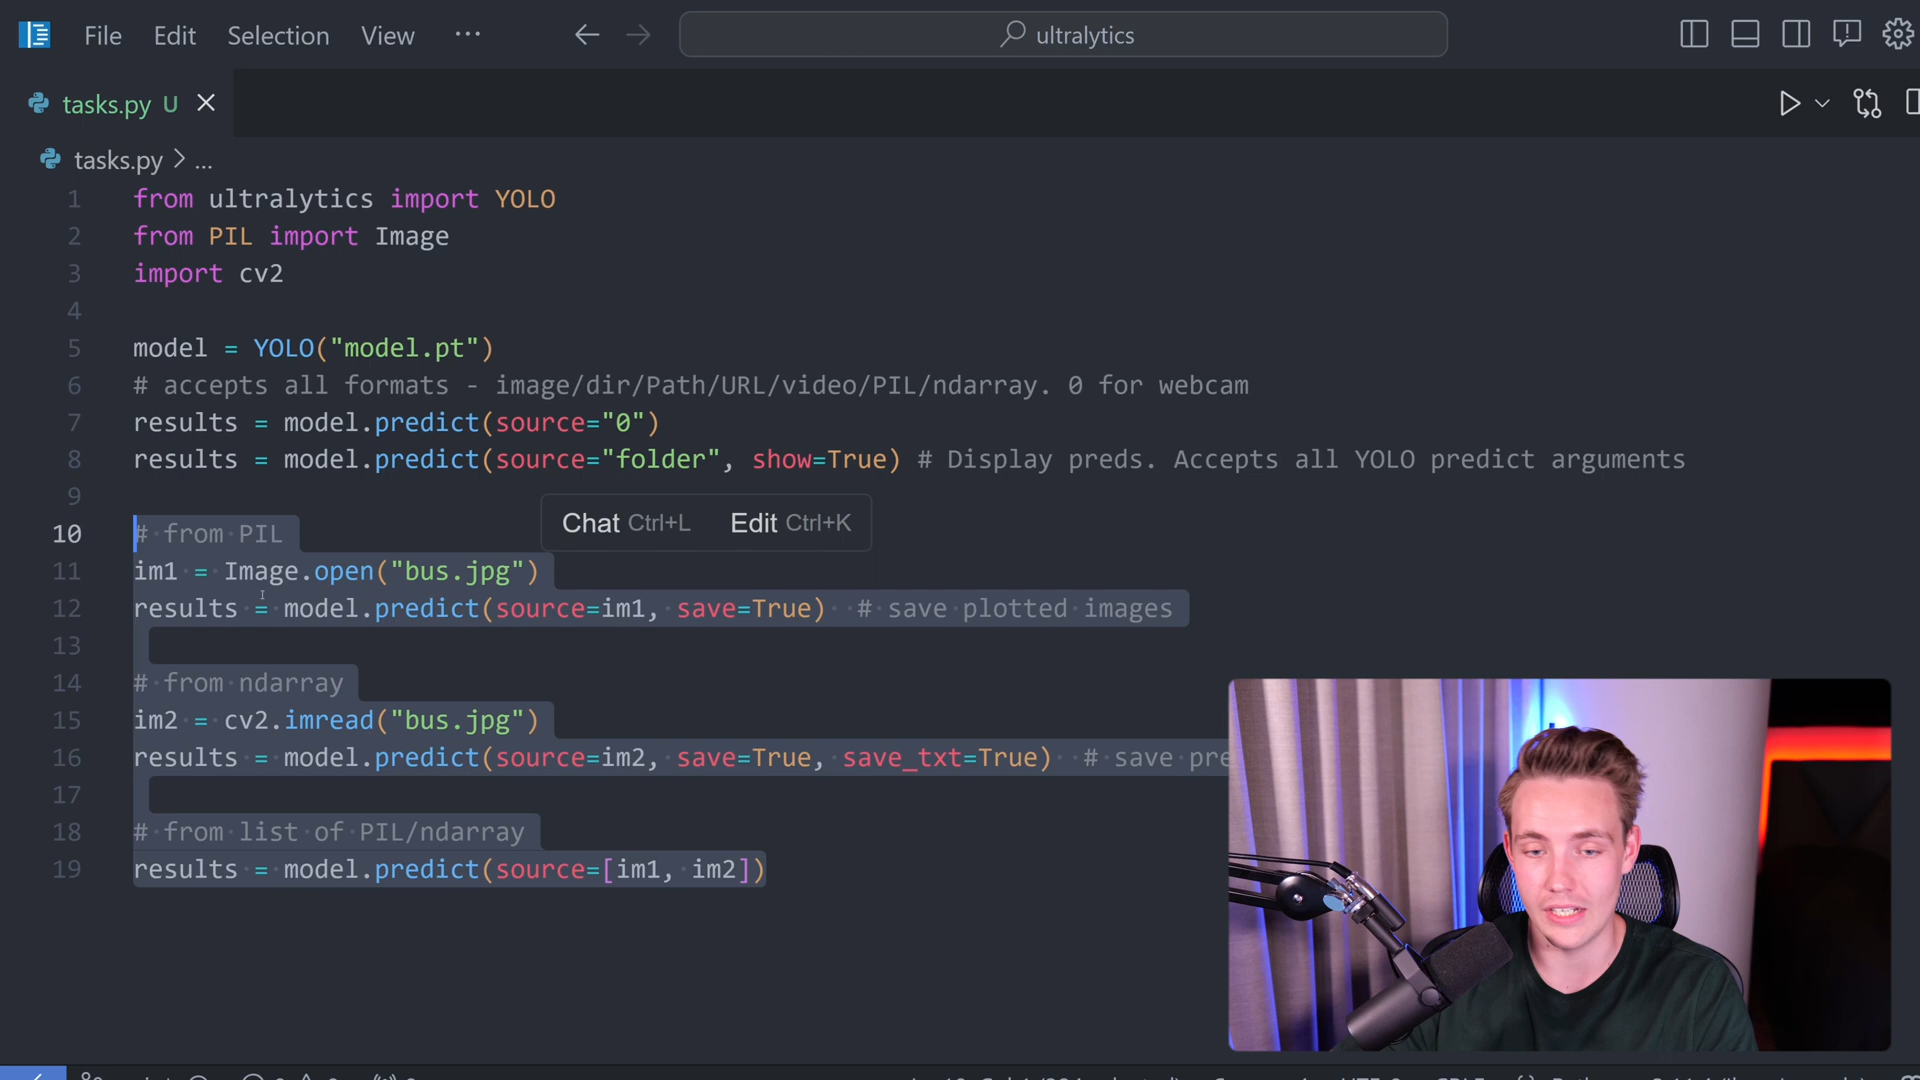 File Edit Selection View ... ultralytics
tasks.py U
tasks.py > ...
1 from ultralytics import YOLO
2 from PIL import Image
3 import cv2
4
5 model = YOLO("model.pt")
6 # accepts all formats - image/dir/Path/URL/video/PIL/ndarray. 0 for webcam
7 results = model.predict(source="0")
8 results = model.predict(source="folder", show=True) # Display preds. Accepts all YOLO predict arguments
9
Chat Ctrl+L Edit Ctrl+K
10 # from PIL
11 im1 = Image.open("bus.jpg")
12 results = model.predict(source=im1, save=True)  # save plotted images
13
14 # from ndarray
15 im2 = cv2.imread("bus.jpg")
16 results = model.predict(source=im2, save=True, save_txt=True)  # save pre
17
18 # from list of PIL/ndarray
19 results = model.predict(source=[im1, im2])